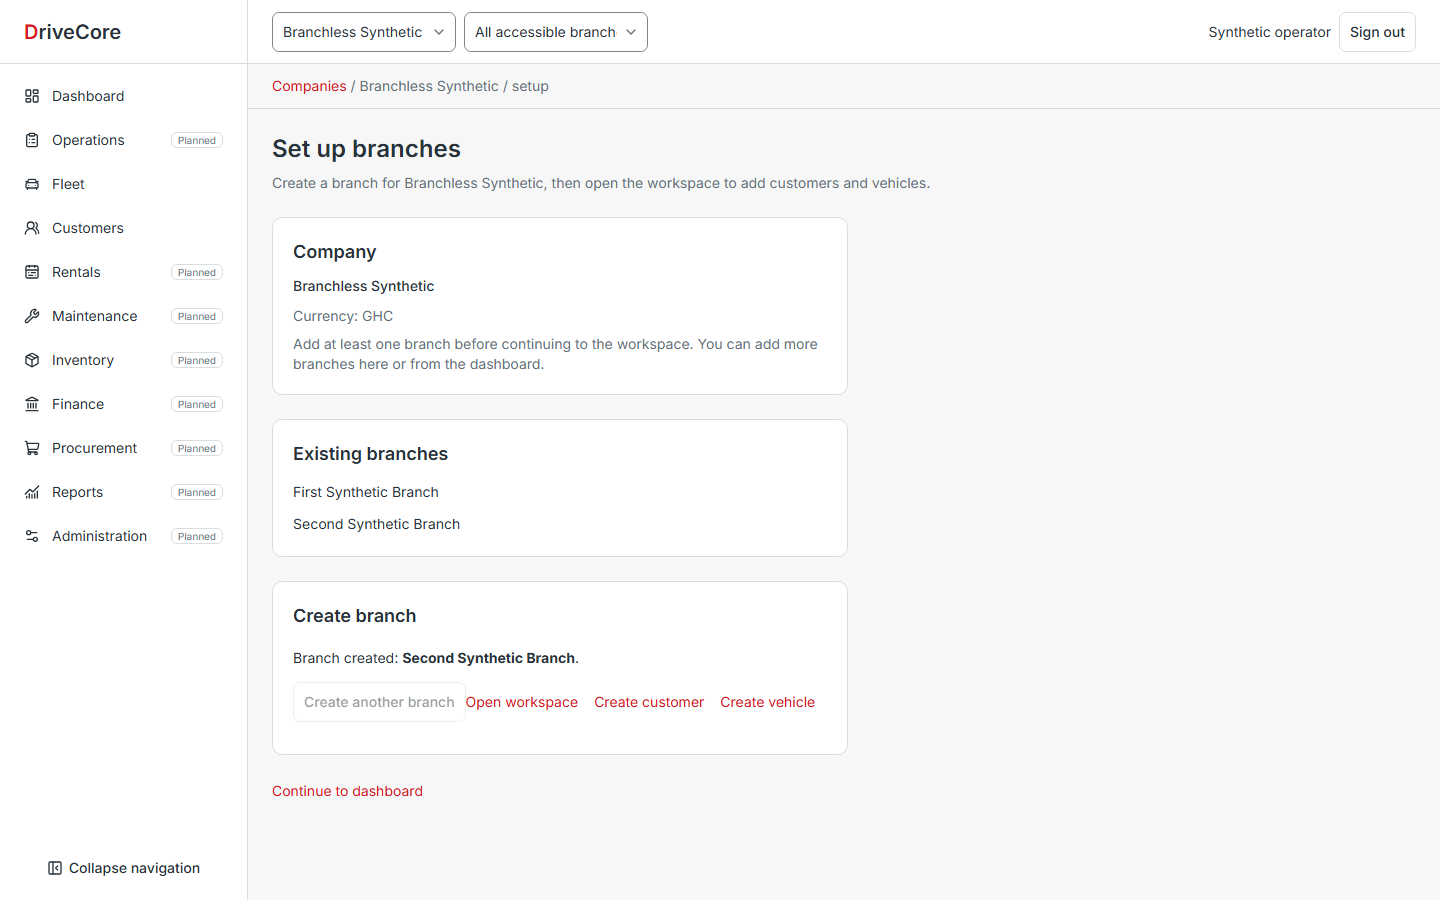 DriveCore
Branchless Synthetic
All accessible branch
Synthetic operator
Sign out
Dashboard
Operations Planned
Fleet
Customers
Rentals Planned
Maintenance Planned
Inventory Planned
Finance Planned
Procurement Planned
Reports Planned
Administration Planned
Collapse navigation
Companies / Branchless Synthetic / setup
Set up branches
Create a branch for Branchless Synthetic, then open the workspace to add customers and vehicles.
Company
Branchless Synthetic
Currency: GHC
Add at least one branch before continuing to the workspace. You can add more
branches here or from the dashboard.
Existing branches
First Synthetic Branch
Second Synthetic Branch
Create branch
Branch created: Second Synthetic Branch.
Create another branch Open workspace Create customer Create vehicle
Continue to dashboard